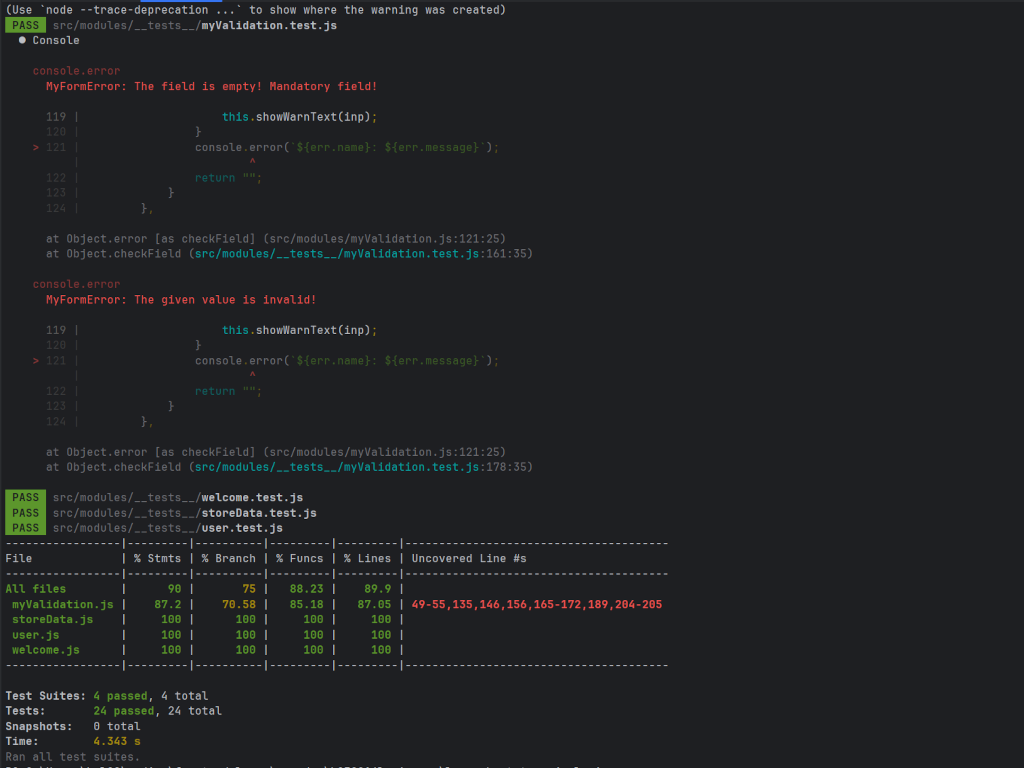 (Use `node --trace-deprecation ...` to show where the warning was created)
PASS src/modules/__tests__/myValidation.test.js
● Console
console.error
MyFormError: The field is empty! Mandatory field!
119 | this.showWarnText(inp);
120 | }
> 121 | console.error(`${err.name}: ${err.message}`);
| ^
122 | return "";
123 | }
124 | },
at Object.error [as checkField] (src/modules/myValidation.js:121:25)
at Object.checkField (src/modules/__tests__/myValidation.test.js:161:35)
console.error
MyFormError: The given value is invalid!
119 | this.showWarnText(inp);
120 | }
> 121 | console.error(`${err.name}: ${err.message}`);
| ^
122 | return "";
123 | }
124 | },
at Object.error [as checkField] (src/modules/myValidation.js:121:25)
at Object.checkField (src/modules/__tests__/myValidation.test.js:178:35)
PASS src/modules/__tests__/welcome.test.js
PASS src/modules/__tests__/storeData.test.js
PASS src/modules/__tests__/user.test.js
-----------------|---------|----------|---------|---------|---------------------------------------
File | % Stmts | % Branch | % Funcs | % Lines | Uncovered Line #s
-----------------|---------|----------|---------|---------|---------------------------------------
All files | 90 | 75 | 88.23 | 89.9 |
myValidation.js | 87.2 | 70.58 | 85.18 | 87.05 | 49-55,135,146,156,165-172,189,204-205
storeData.js | 100 | 100 | 100 | 100 |
user.js | 100 | 100 | 100 | 100 |
welcome.js | 100 | 100 | 100 | 100 |
-----------------|---------|----------|---------|---------|---------------------------------------
Test Suites: 4 passed, 4 total
Tests: 24 passed, 24 total
Snapshots: 0 total
Time: 4.343 s
Ran all test suites.